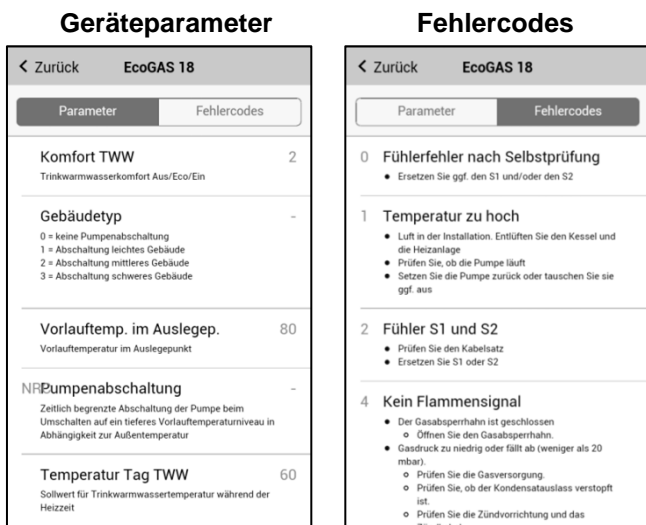 Geräteparameter
Zurück EcoGAS 18
Parameter Fehlercodes
Komfort TWW 2
Trinkwarmwasserkomfort Aus/Eco/Ein
Gebäudetyp -
0 = keine Pumpenabschaltung
1 = Abschaltung leichtes Gebäude
2 = Abschaltung mittleres Gebäude
3 = Abschaltung schweres Gebäude
Vorlauftemp. im Auslegep. 80
Vorlauftemperatur im Auslegepunkt
Pumpenabschaltung -
Zeitlich begrenzte Abschaltung der Pumpe beim
Umschalten auf ein tieferes Vorlauftemperaturniveau in
Abhängigkeit zur Außentemperatur
Temperatur Tag TWW 60
Sollwert für Trinkwarmwassertemperatur während der
Heizzeit
Fehlercodes
Zurück EcoGAS 18
Parameter Fehlercodes
0 Fühlerfehler nach Selbstprüfung
• Ersetzen Sie ggf. den S1 und/oder den S2
1 Temperatur zu hoch
• Luft in der Installation. Entlüften Sie den Kessel und
die Heizanlage
• Prüfen Sie, ob die Pumpe läuft
• Setzen Sie die Pumpe zurück oder tauschen Sie sie
ggf. aus
2 Fühler S1 und S2
• Prüfen Sie den Kabelsatz
• Ersetzen Sie S1 oder S2
4 Kein Flammensignal
• Der Gasabsperrhahn ist geschlossen
o Öffnen Sie den Gasabsperrhahn.
• Gasdruck zu niedrig oder fällt ab (weniger als 20
mbar).
o Prüfen Sie die Gasversorgung.
o Prüfen Sie, ob der Kondensatauslass verstopft
ist.
o Prüfen Sie die Zündvorrichtung und das